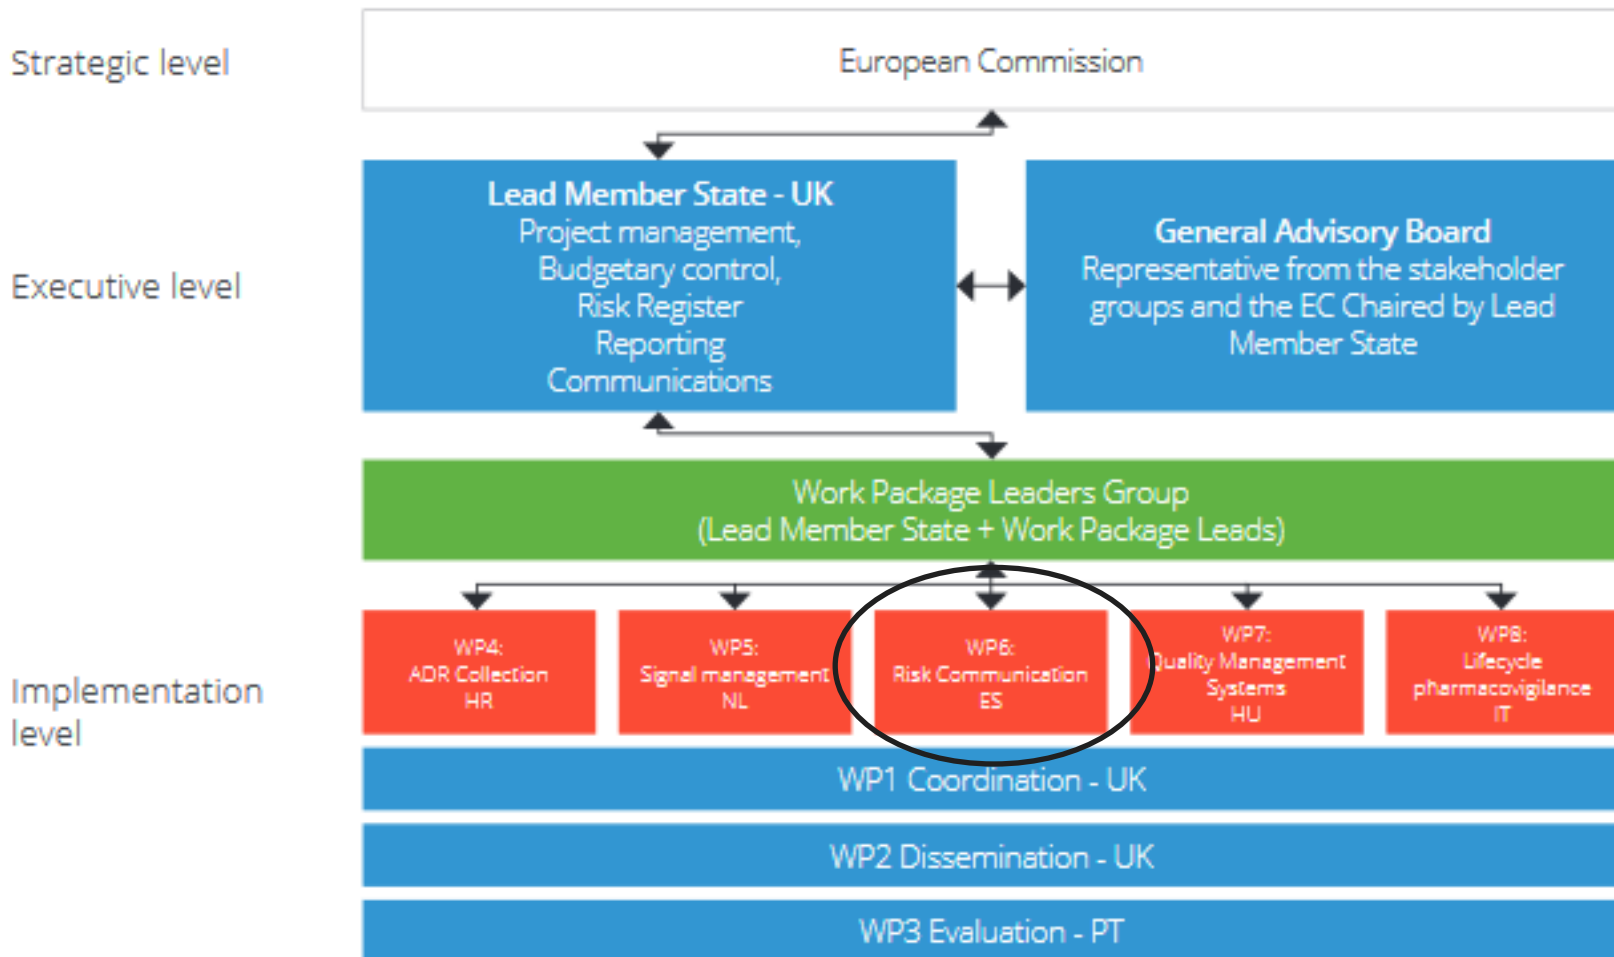 Strategic level
European Commission
Executive level
Lead Member State - UK
Project management,
Budgetary control,
Risk Register
Reporting
Communications
General Advisory Board
Representative from the stakeholder
groups and the EC Chaired by Lead
Member State
Work Package Leaders Group
(Lead Member State + Work Package Leads)
Implementation
level
WP4:
ADR Collection
HR
WP5:
Signal management
NL
WP6:
Risk Communication
ES
WP7:
Quality Management
Systems
HU
WP8:
Lifecycle
pharmacovigilance
IT
WP1 Coordination - UK
WP2 Dissemination - UK
WP3 Evaluation - PT